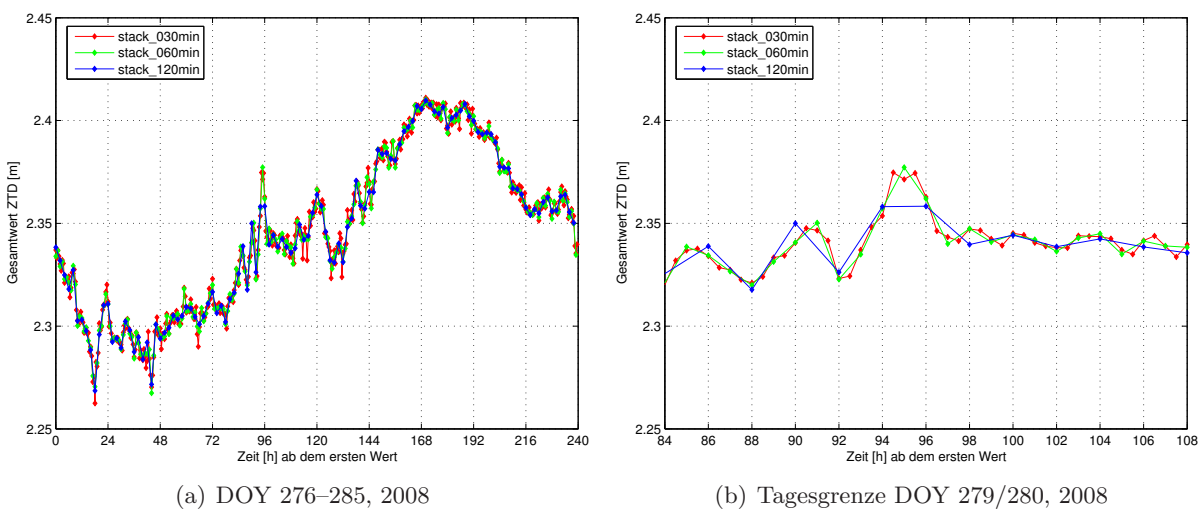 2.45
2.4
2.35
2.3
2.25
Gesamtwert ZTD [m]
stack_030min
stack_060min
stack_120min
0 24 48 72 96 120 144 168 192 216 240
Zeit [h] ab dem ersten Wert
(a) DOY 276–285, 2008
2.45
2.4
2.35
2.3
2.25
Gesamtwert ZTD [m]
stack_030min
stack_060min
stack_120min
84 86 88 90 92 94 96 98 100 102 104 106 108
Zeit [h] ab dem ersten Wert
(b) Tagesgrenze DOY 279/280, 2008